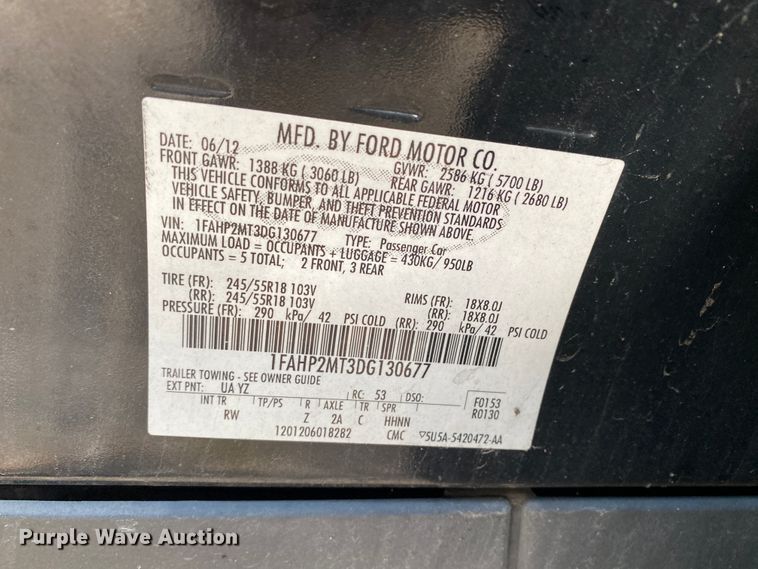 MFD. BY FORD MOTOR CO.
DATE: 06/12 GVWR: 2586 KG ( 5700 LB)
FRONT GAWR: 1388 KG ( 3060 LB) REAR GAWR: 1216 KG ( 2680 LB)
THIS VEHICLE CONFORMS TO ALL APPLICABLE FEDERAL MOTOR
VEHICLE SAFETY, BUMPER, AND THEFT PREVENTION STANDARDS
IN EFFECT ON THE DATE OF MANUFACTURE SHOWN ABOVE.
VIN: 1FAHP2MT3DG130677 TYPE: Passenger Car
MAXIMUM LOAD = OCCUPANTS + LUGGAGE = 430KG/ 950LB
OCCUPANTS = 5 TOTAL; 2 FRONT, 3 REAR
TIRE (FR): 245/55R18 103V RIMS (FR): 18X8.0J
(RR): 245/55R18 103V (RR): 18X8.0J
PRESSURE (FR): 290 kPa/ 42 PSI COLD (RR): 290 kPa/ 42 PSI COLD
1FAHP2MT3DG130677
TRAILER TOWING - SEE OWNER GUIDE
EXT PNT: UA YZ RC: 53 DSO: F0153
INT TR TP/PS R AXLE TR SPR R0130
RW Z 2A C HHNN
1201206018282 CMC ▽5U5A-5420472-AA
Purple Wave Auction